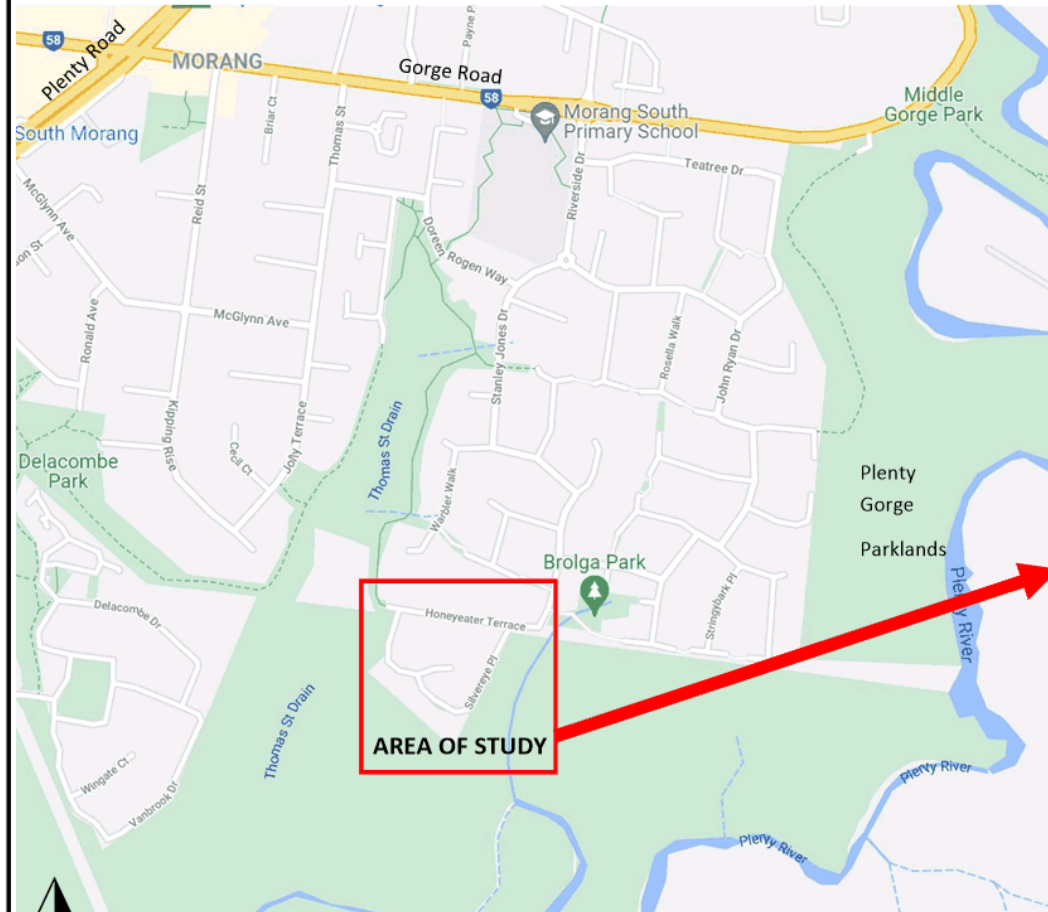 58
Plenty Road
MORANG
Payne Pl
Gorge Road
58
Morang South
Primary School
Middle
Gorge Park
South Morang
Briar Ct
Thomas St
Teatree Dr
McGlynn Ave
Reid St
Riverside Dr
son St
Doreen
Rogen Way
Ronald Ave
McGlynn Ave
Stanley Jones Dr
Rosella Walk
John Ryan Dr
Kipping Rise
Cecil Ct
Jolly Terrace
Thomas St Drain
Delacombe
Park
Warbler Walk
Plenty
Gorge
Parklands
Brolga Park
Plenty River
Delacombe Dr
Honeyeater Terrace
Stringybark Pl
Silvereye Pl
Thomas St Drain
AREA OF STUDY
Wingate Ct
Vanbrook Dr
Plenty River
Plenty River